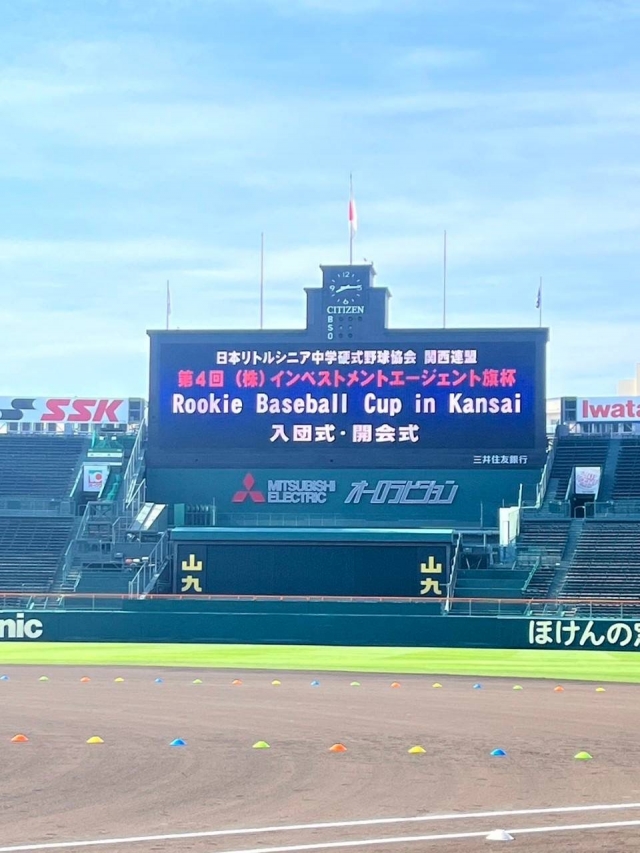 12
9 3
CITIZEN
B
S
O
日本リトルシニア中学硬式野球協会 関西連盟
第4回(株)インベストメントエージェント旗杯
Rookie Baseball Cup in Kansai
入団式・開会式
三井住友銀行
S SSK
Iwata
MITSUBISHI ELECTRIC オーロラビジョン
山九 山九
nic
ほけんの窓